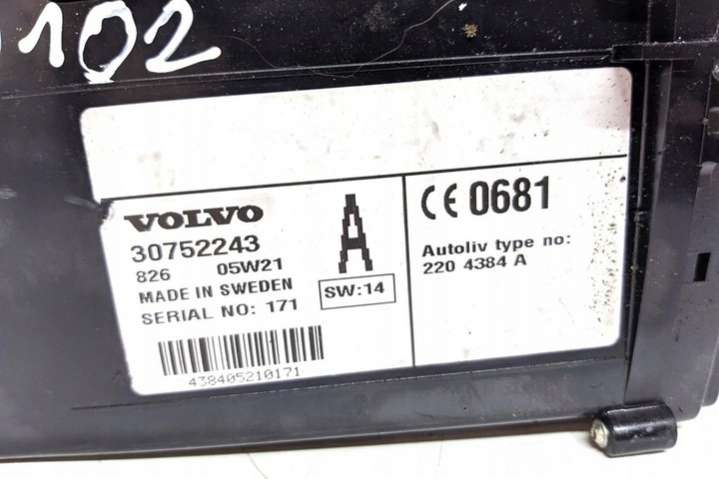 102
VOLVO
30752243
826 05W21
MADE IN SWEDEN
SERIAL NO: 171
438405210171
A
SW:14
CE 0681
Autoliv type no:
220 4384 A